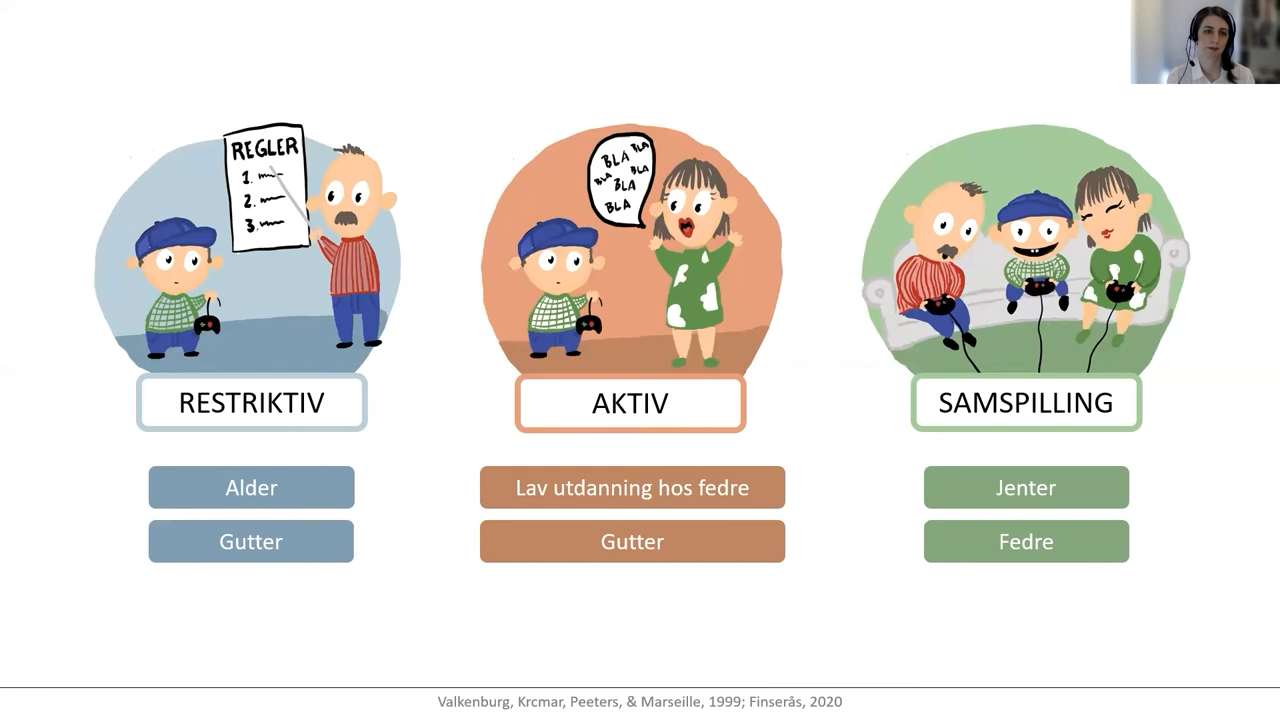 REGLER
1.
2.
3.
BLA BLA
BLA BLA
BLA
BLA
RESTRIKTIV
AKTIV
SAMSPILLING
Alder
Lav utdanning hos fedre
Jenter
Gutter
Gutter
Fedre
Valkenburg, Krcmar, Peeters, & Marseille, 1999; Finserås, 2020